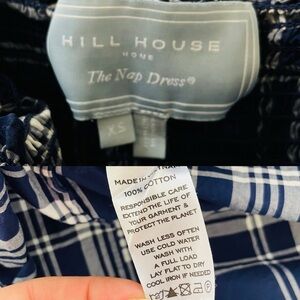 HILL HOUSE
HOME
The Nap Dress®
XS
MADE IN
100% COTTON
RESPONSIBLE CARE
EXTEND THE LIFE OF
YOUR GARMENT &
PROTECT THE PLANET
WASH LESS OFTEN
USE COLD WATER
WASH WITH
A FULL LOAD
LAY FLAT TO DRY
COOL IRON IF NEEDED